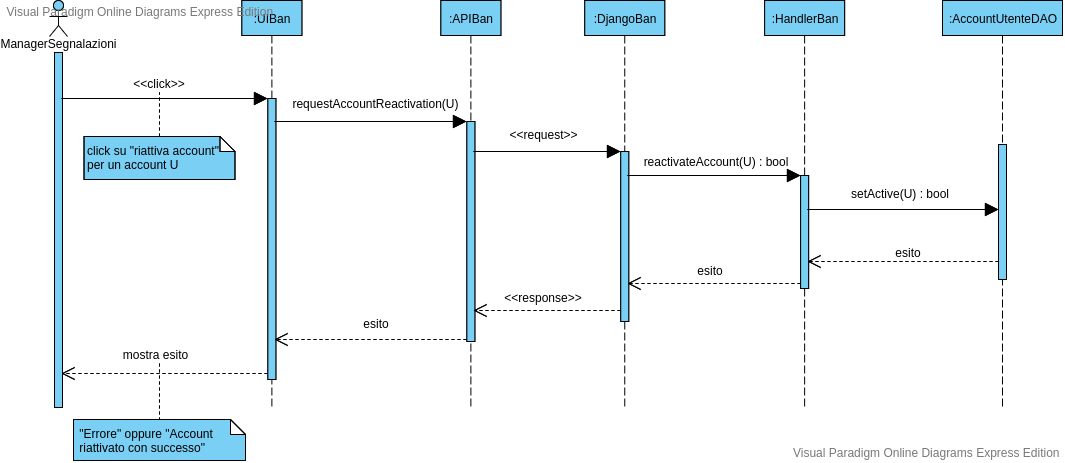 Visual Paradigm Online Diagrams Express Edition
:UIBan
:APIBan
:DjangoBan
:HandlerBan
:AccountUtenteDAO
ManagerSegnalazioni
<<click>>
requestAccountReactivation(U)
<<request>>
click su "riattiva account"
per un account U
reactivateAccount(U) : bool
setActive(U) : bool
esito
esito
<<response>>
esito
mostra esito
"Errore" oppure "Account
riattivato con successo"
Visual Paradigm Online Diagrams Express Edition